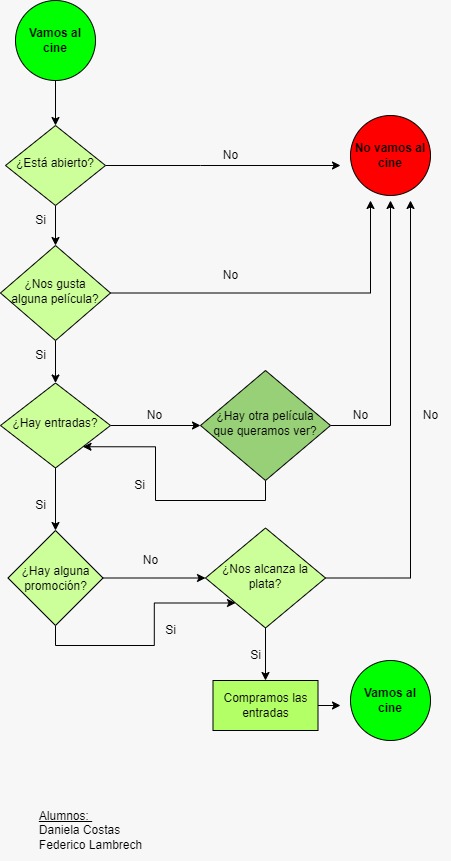 Vamos al
cine
¿Está abierto?
No
No vamos al
cine
Si
¿Nos gusta
alguna película?
No
Si
¿Hay entradas?
No
¿Hay otra película
que queramos ver?
No
No
Si
Si
¿Hay alguna
promoción?
No
¿Nos alcanza la
plata?
Si
Si
Compramos las
entradas
Vamos al
cine
Alumnos:
Daniela Costas
Federico Lambrech